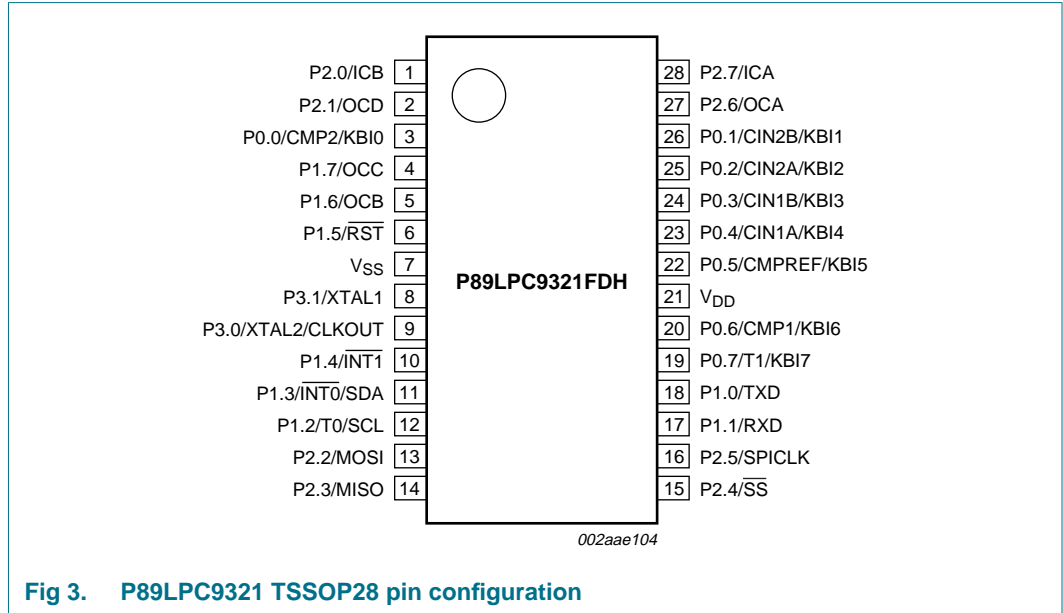 P2.0/ICB 1 28 P2.7/ICA
P2.1/OCD 2 27 P2.6/OCA
P0.0/CMP2/KBI0 3 26 P0.1/CIN2B/KBI1
P1.7/OCC 4 25 P0.2/CIN2A/KBI2
P1.6/OCB 5 24 P0.3/CIN1B/KBI3
P1.5/R̅S̅T̅ 6 23 P0.4/CIN1A/KBI4
VSS 7 22 P0.5/CMPREF/KBI5
P89LPC9321FDH
P3.1/XTAL1 8 21 VDD
P3.0/XTAL2/CLKOUT 9 20 P0.6/CMP1/KBI6
P1.4/I̅N̅T̅1̅ 10 19 P0.7/T1/KBI7
P1.3/I̅N̅T̅0̅/SDA 11 18 P1.0/TXD
P1.2/T0/SCL 12 17 P1.1/RXD
P2.2/MOSI 13 16 P2.5/SPICLK
P2.3/MISO 14 15 P2.4/S̅S̅
002aae104
Fig 3. P89LPC9321 TSSOP28 pin configuration